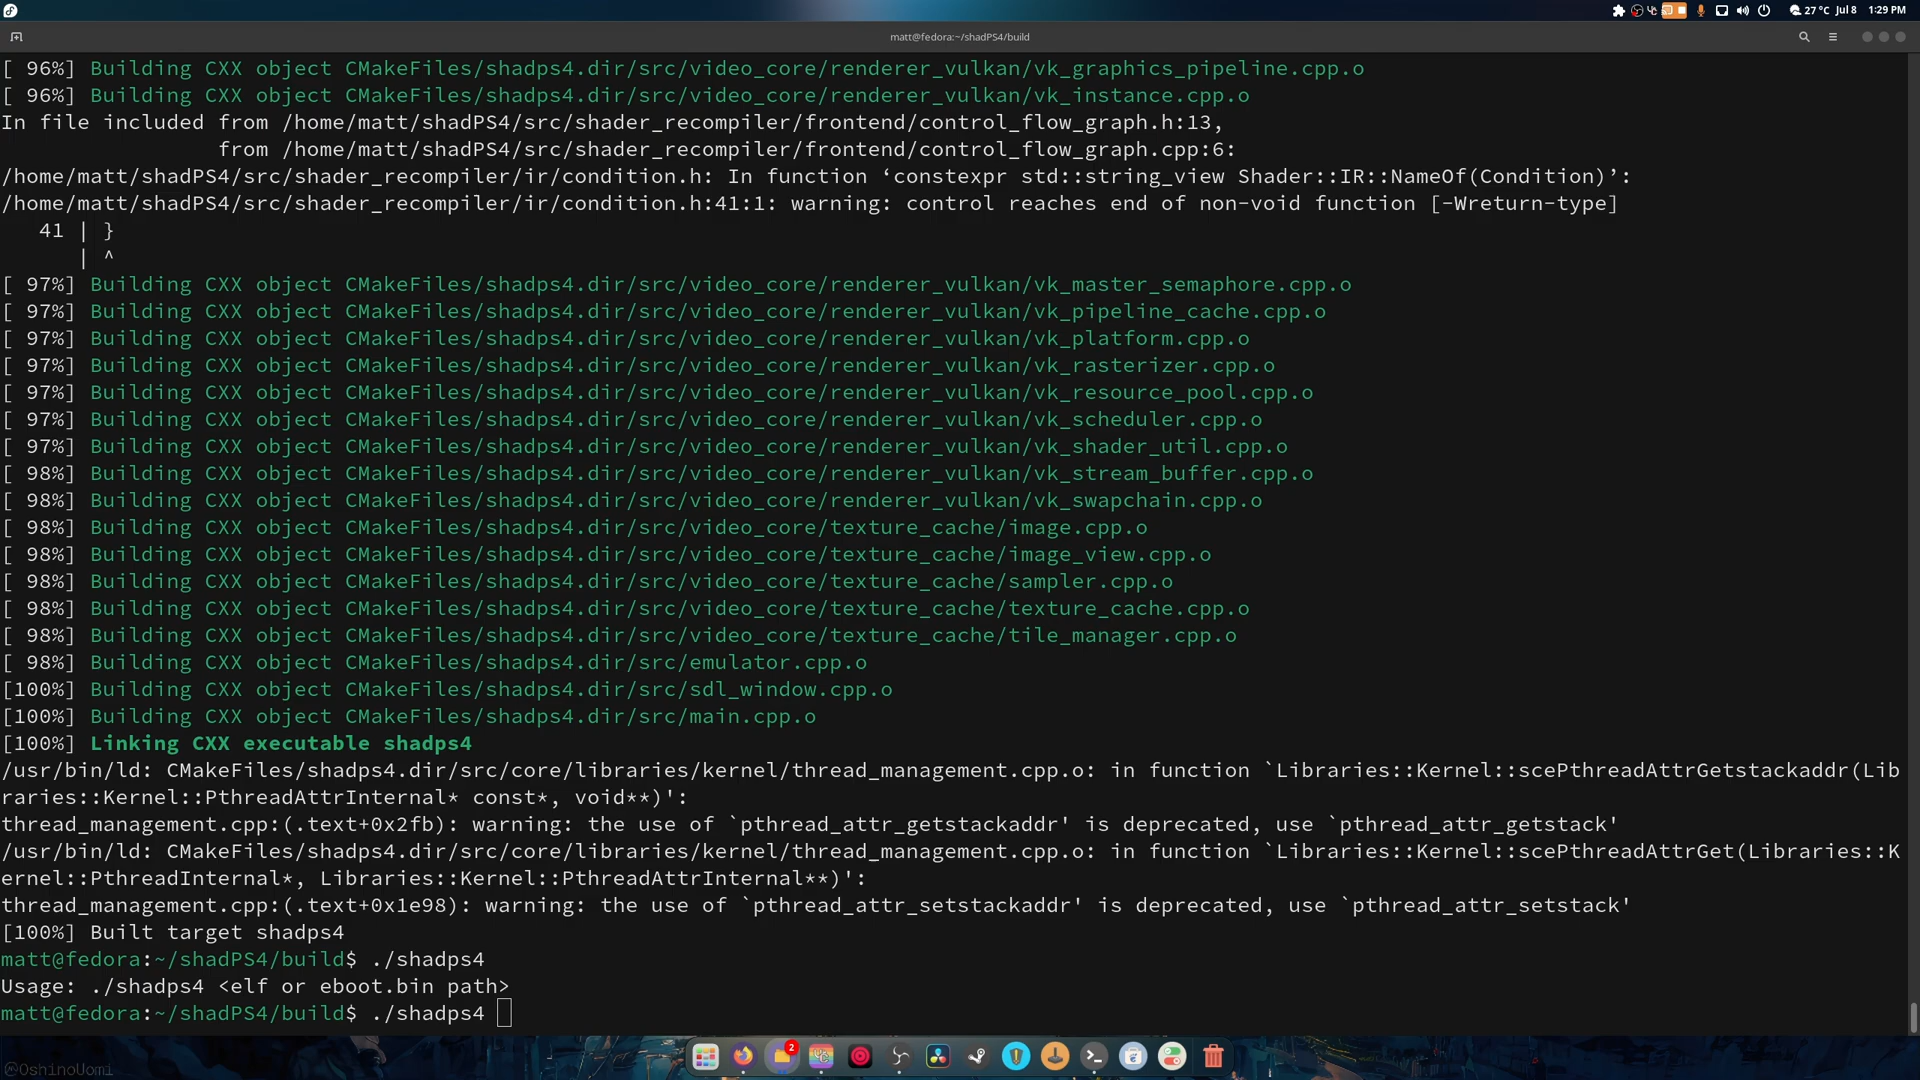 27 °C Jul 8 1:29 PM
matt@fedora:~/shadPS4/build
[ 96%] Building CXX object CMakeFiles/shadps4.dir/src/video_core/renderer_vulkan/vk_graphics_pipeline.cpp.o
[ 96%] Building CXX object CMakeFiles/shadps4.dir/src/video_core/renderer_vulkan/vk_instance.cpp.o
In file included from /home/matt/shadPS4/src/shader_recompiler/frontend/control_flow_graph.h:13,
                 from /home/matt/shadPS4/src/shader_recompiler/frontend/control_flow_graph.cpp:6:
/home/matt/shadPS4/src/shader_recompiler/ir/condition.h: In function ‘constexpr std::string_view Shader::IR::NameOf(Condition)’:
/home/matt/shadPS4/src/shader_recompiler/ir/condition.h:41:1: warning: control reaches end of non-void function [-Wreturn-type]
   41 | }
      | ^
[ 97%] Building CXX object CMakeFiles/shadps4.dir/src/video_core/renderer_vulkan/vk_master_semaphore.cpp.o
[ 97%] Building CXX object CMakeFiles/shadps4.dir/src/video_core/renderer_vulkan/vk_pipeline_cache.cpp.o
[ 97%] Building CXX object CMakeFiles/shadps4.dir/src/video_core/renderer_vulkan/vk_platform.cpp.o
[ 97%] Building CXX object CMakeFiles/shadps4.dir/src/video_core/renderer_vulkan/vk_rasterizer.cpp.o
[ 97%] Building CXX object CMakeFiles/shadps4.dir/src/video_core/renderer_vulkan/vk_resource_pool.cpp.o
[ 97%] Building CXX object CMakeFiles/shadps4.dir/src/video_core/renderer_vulkan/vk_scheduler.cpp.o
[ 97%] Building CXX object CMakeFiles/shadps4.dir/src/video_core/renderer_vulkan/vk_shader_util.cpp.o
[ 98%] Building CXX object CMakeFiles/shadps4.dir/src/video_core/renderer_vulkan/vk_stream_buffer.cpp.o
[ 98%] Building CXX object CMakeFiles/shadps4.dir/src/video_core/renderer_vulkan/vk_swapchain.cpp.o
[ 98%] Building CXX object CMakeFiles/shadps4.dir/src/video_core/texture_cache/image.cpp.o
[ 98%] Building CXX object CMakeFiles/shadps4.dir/src/video_core/texture_cache/image_view.cpp.o
[ 98%] Building CXX object CMakeFiles/shadps4.dir/src/video_core/texture_cache/sampler.cpp.o
[ 98%] Building CXX object CMakeFiles/shadps4.dir/src/video_core/texture_cache/texture_cache.cpp.o
[ 98%] Building CXX object CMakeFiles/shadps4.dir/src/video_core/texture_cache/tile_manager.cpp.o
[ 98%] Building CXX object CMakeFiles/shadps4.dir/src/emulator.cpp.o
[100%] Building CXX object CMakeFiles/shadps4.dir/src/sdl_window.cpp.o
[100%] Building CXX object CMakeFiles/shadps4.dir/src/main.cpp.o
[100%] Linking CXX executable shadps4
/usr/bin/ld: CMakeFiles/shadps4.dir/src/core/libraries/kernel/thread_management.cpp.o: in function `Libraries::Kernel::scePthreadAttrGetstackaddr(Lib
raries::Kernel::PthreadAttrInternal* const*, void**)':
thread_management.cpp:(.text+0x2fb): warning: the use of `pthread_attr_getstackaddr' is deprecated, use `pthread_attr_getstack'
/usr/bin/ld: CMakeFiles/shadps4.dir/src/core/libraries/kernel/thread_management.cpp.o: in function `Libraries::Kernel::scePthreadAttrGet(Libraries::K
ernel::PthreadInternal*, Libraries::Kernel::PthreadAttrInternal**)':
thread_management.cpp:(.text+0x1e98): warning: the use of `pthread_attr_setstackaddr' is deprecated, use `pthread_attr_setstack'
[100%] Built target shadps4
matt@fedora:~/shadPS4/build$ ./shadps4
Usage: ./shadps4 <elf or eboot.bin path>
matt@fedora:~/shadPS4/build$ ./shadps4
2
@OshinoUomi